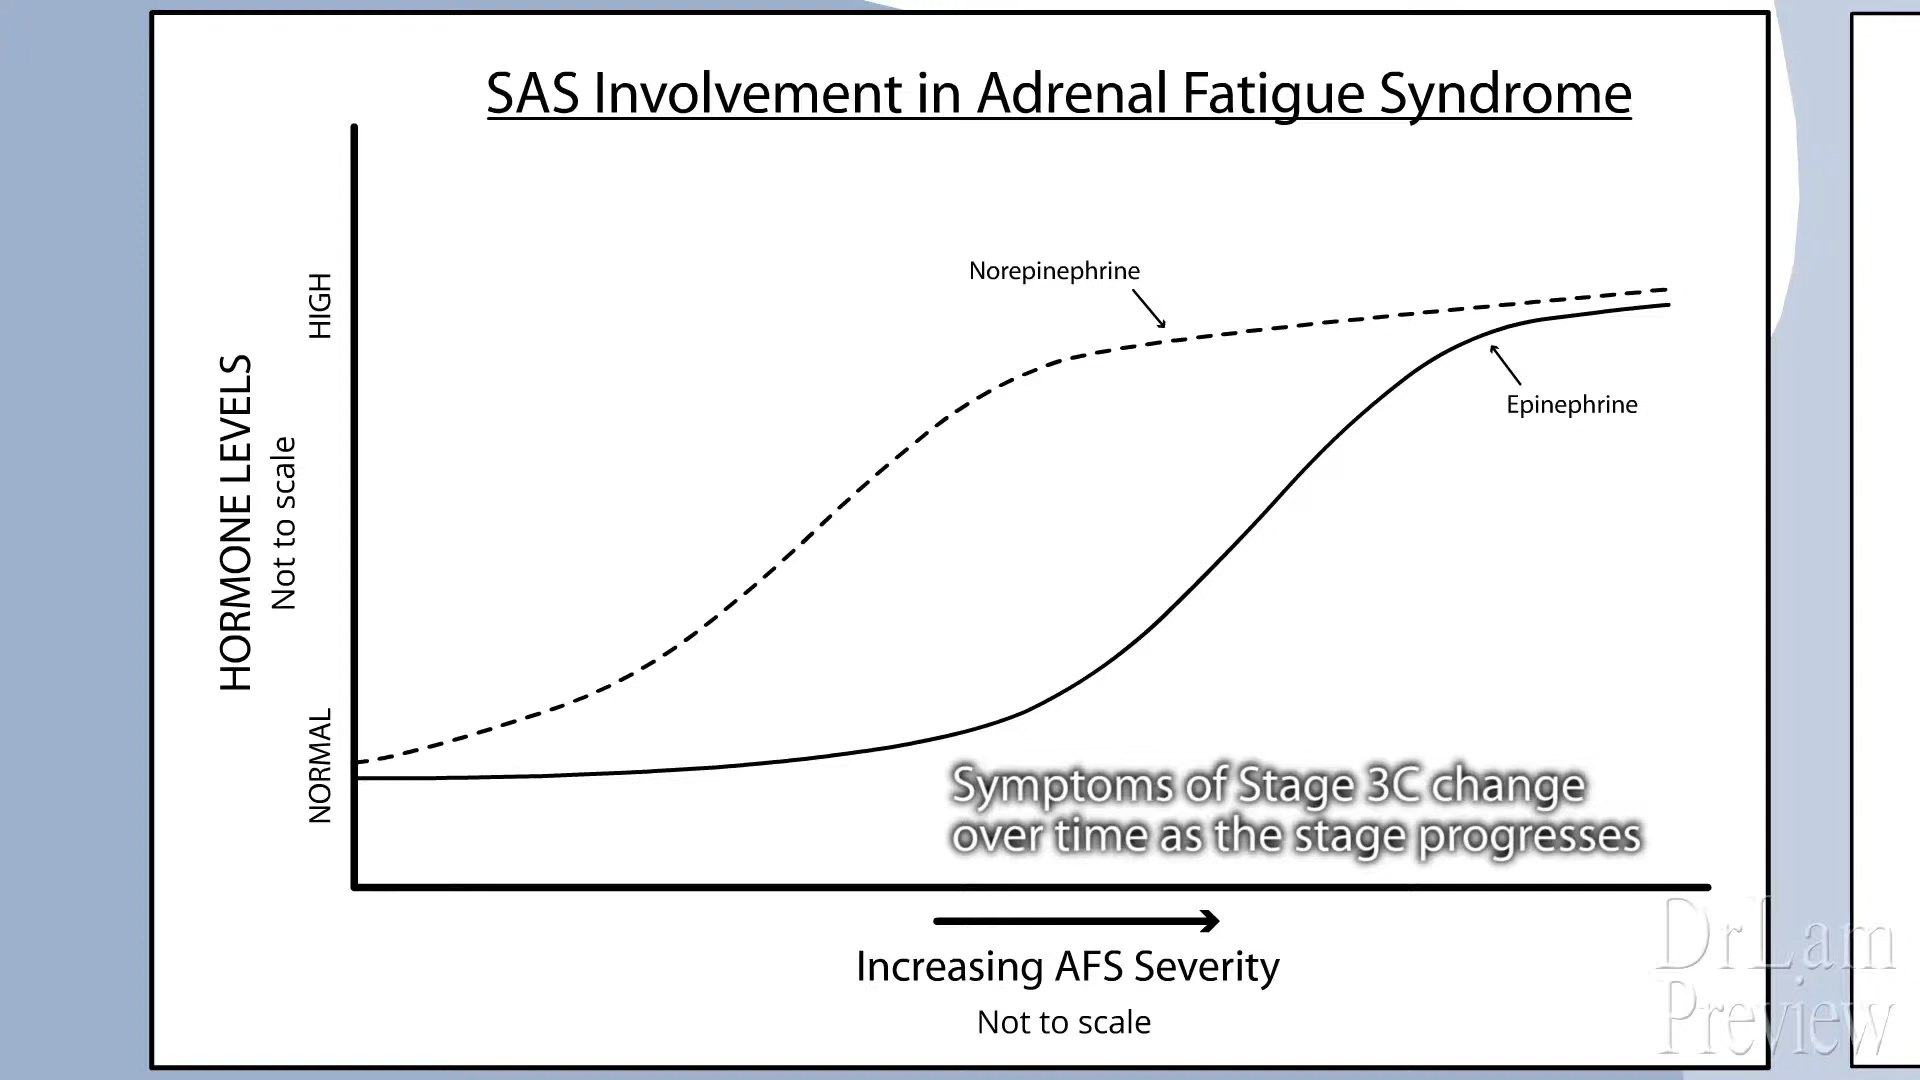 SAS Involvement in Adrenal Fatigue Syndrome
HIGH
HORMONE LEVELS
Not to scale
NORMAL
Norepinephrine
Epinephrine
Symptoms of Stage 3C change
over time as the stage progresses
Increasing AFS Severity
Not to scale
DrLam
Preview